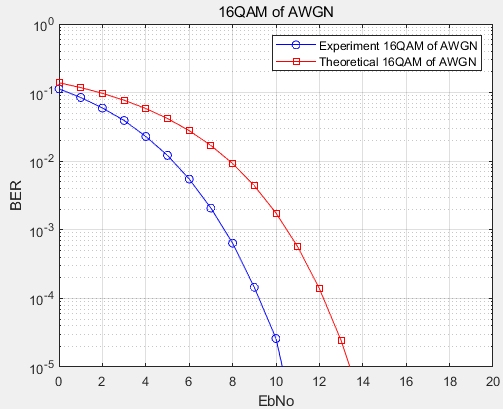 16QAM of AWGN
Experiment 16QAM of AWGN
Theoretical 16QAM of AWGN
BER
10^0
10^-1
10^-2
10^-3
10^-4
10^-5
0 2 4 6 8 10 12 14 16 18 20
EbNo